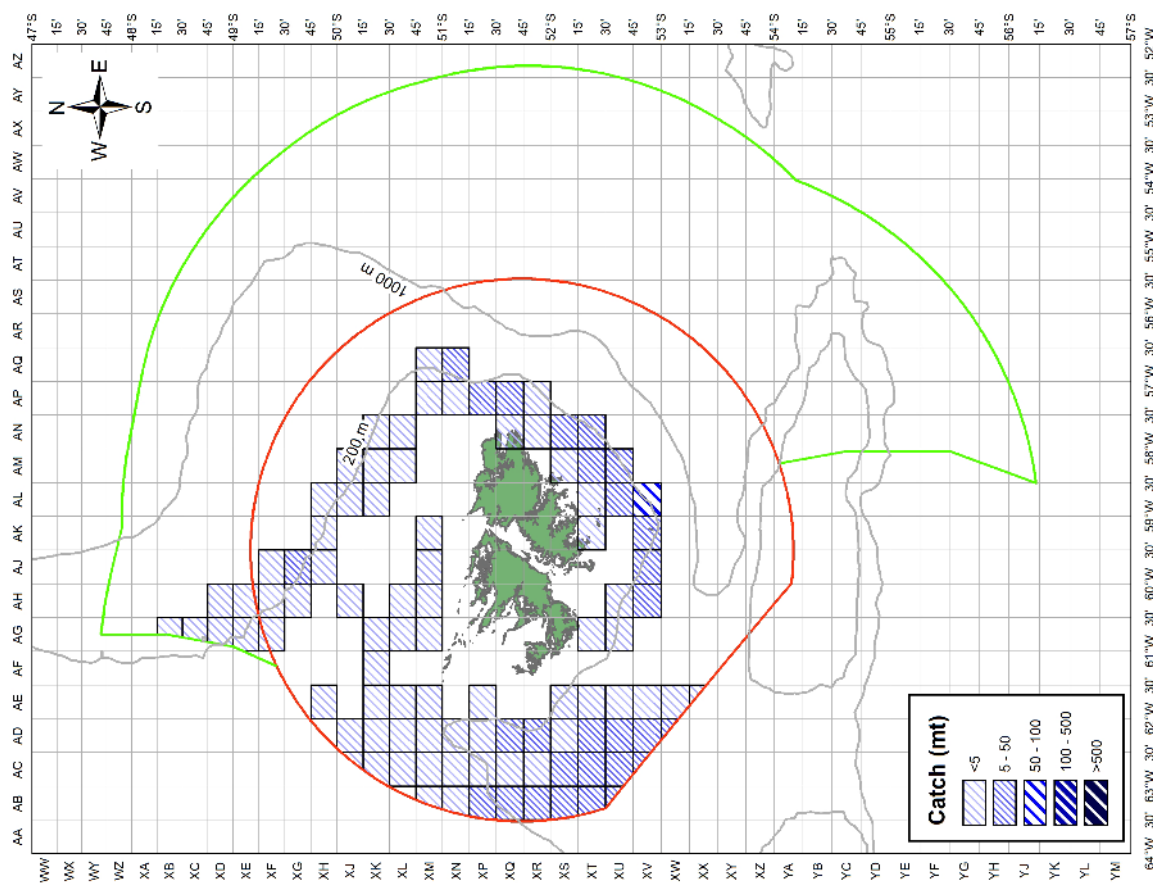 AA AB AC AD AE AF AG AH AJ AK AL AM AN AP AQ AR AS AT AU AV AW AX AY AZ
WW
WX
WY
WZ
XA
XB
XC
XD
XE
XF
XG
XH
XJ
XK
XL
XM
XN
XP
XQ
XR
XS
XT
XU
XV
XW
XX
XY
XZ
YA
YB
YC
YD
YE
YF
YG
YH
YJ
YK
YL
YM
N
W E
S
200 m
1000 m
Catch (mt)
<5
5 - 50
50 - 100
100 - 500
>500
47°S
15'
30'
45'
48°S
15'
30'
45'
49°S
15'
30'
45'
50°S
15'
30'
45'
51°S
15'
30'
45'
52°S
15'
30'
45'
53°S
15'
30'
45'
54°S
15'
30'
45'
55°S
15'
30'
45'
56°S
15'
30'
45'
57°S
64°W 30' 63°W 30' 62°W 30' 61°W 30' 60°W 30' 59°W 30' 58°W 30' 57°W 30' 56°W 30' 55°W 30' 54°W 30' 53°W 30' 52°W